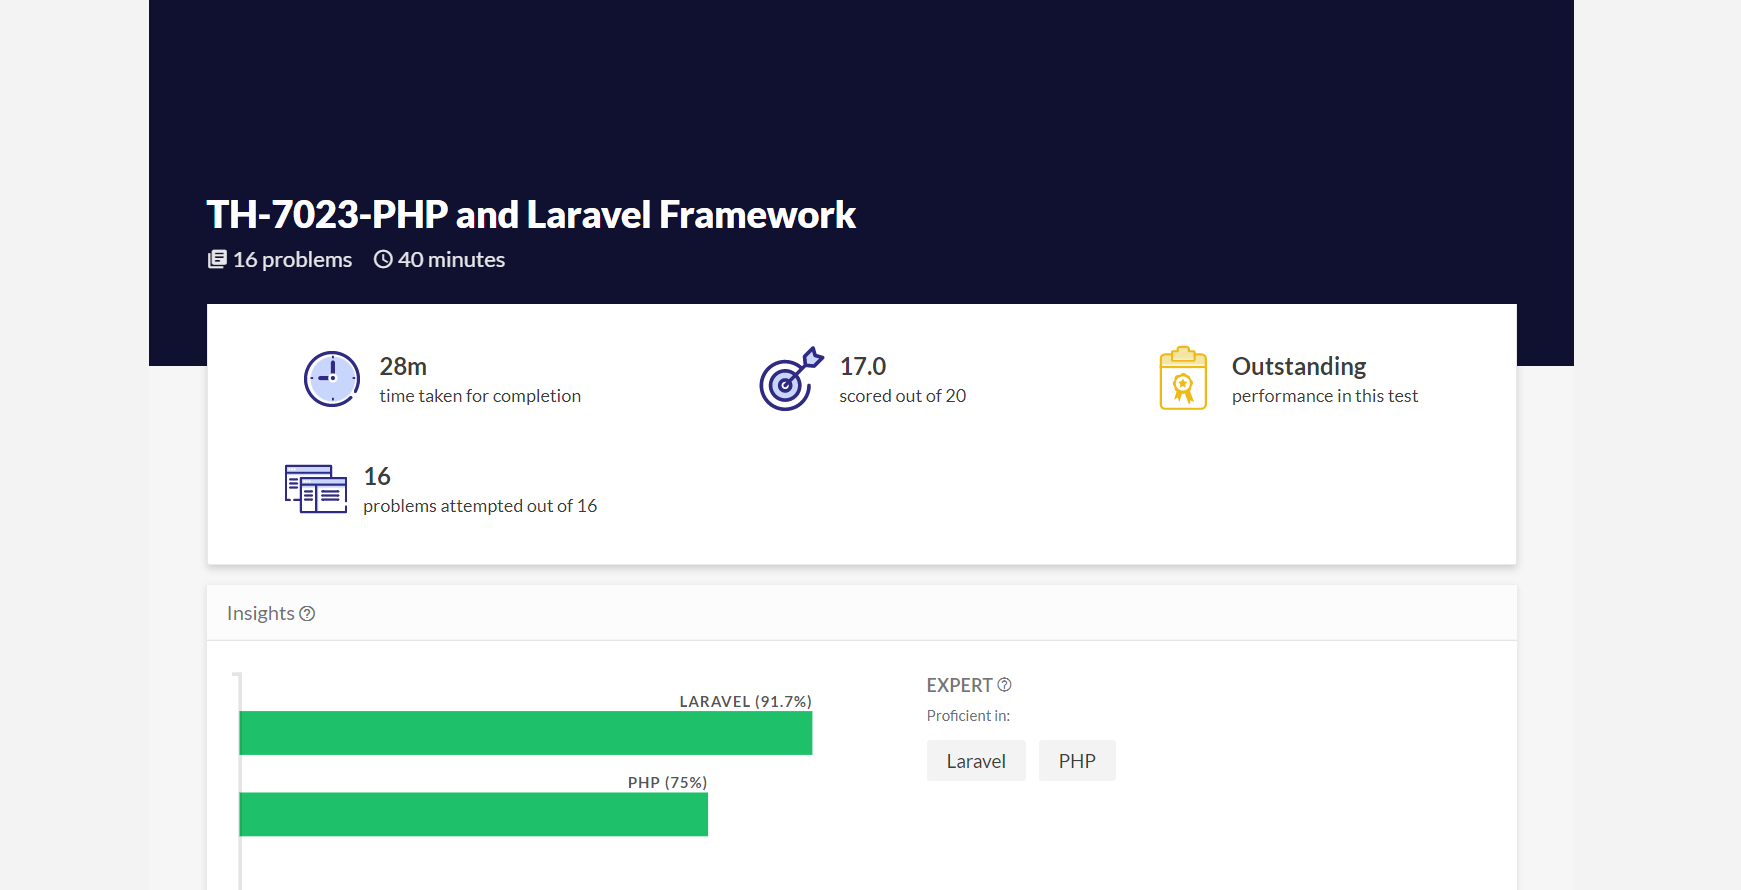 TH-7023-PHP and Laravel Framework
16 problems 40 minutes
28m
time taken for completion
17.0
scored out of 20
Outstanding
performance in this test
16
problems attempted out of 16
Insights
LARAVEL (91.7%)
PHP (75%)
EXPERT
Proficient in:
Laravel PHP